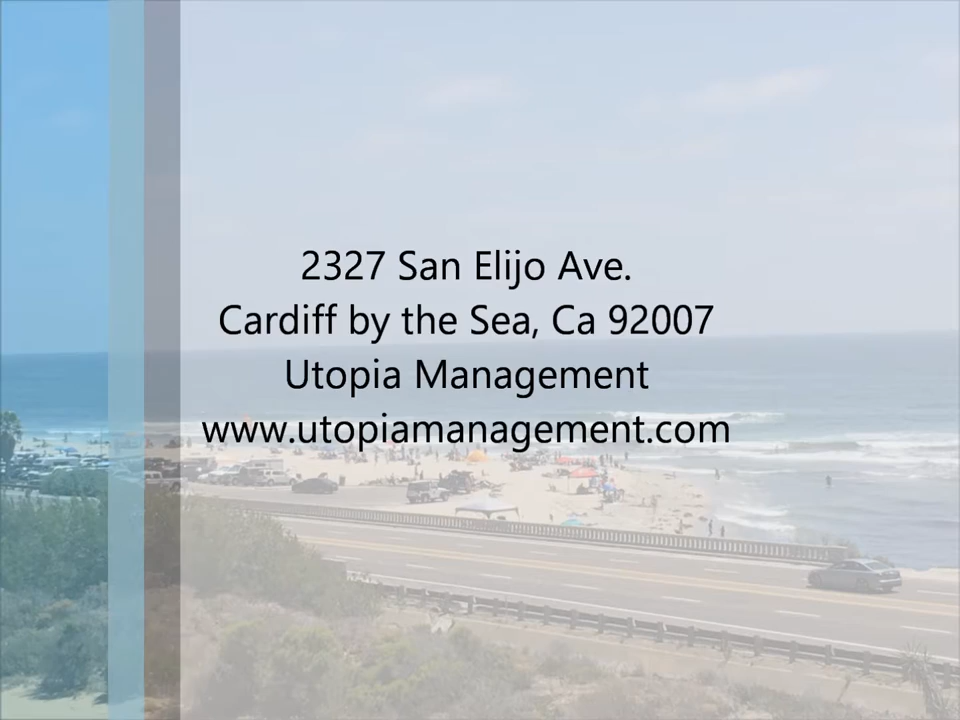 2327 San Elijo Ave.
Cardiff by the Sea, Ca 92007
Utopia Management
www.utopiamanagement.com